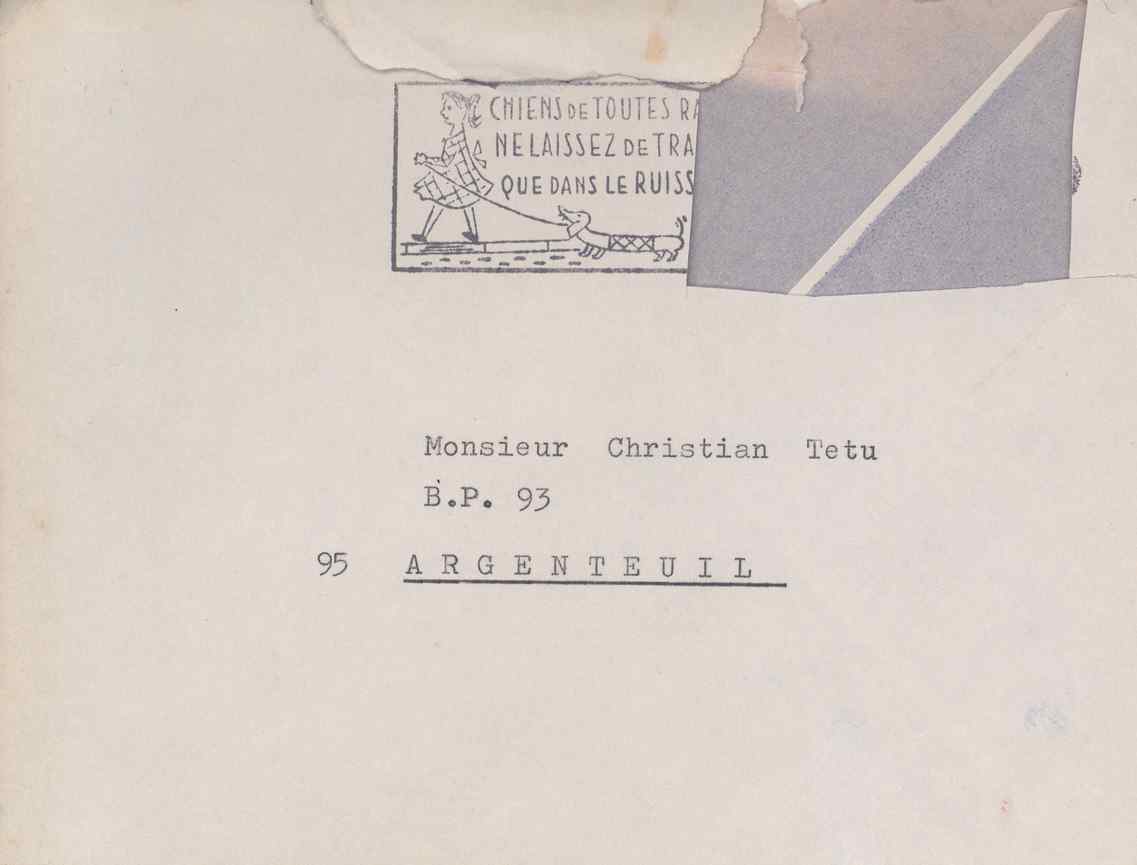 CHIENS DE TOUTES RA
NE LAISSEZ DE TRA
QUE DANS LE RUISS
Monsieur Christian Tetu
B.P. 93
95 ARGENTEUIL